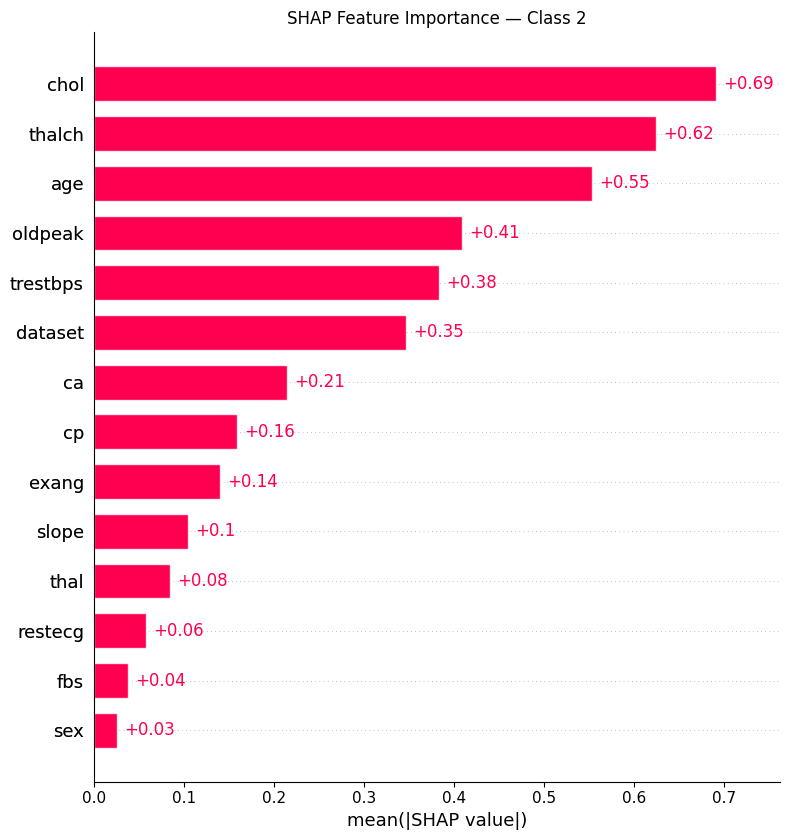 SHAP Feature Importance — Class 2
chol +0.69
thalch +0.62
age +0.55
oldpeak +0.41
trestbps +0.38
dataset +0.35
ca +0.21
cp +0.16
exang +0.14
slope +0.1
thal +0.08
restecg +0.06
fbs +0.04
sex +0.03
0.0 0.1 0.2 0.3 0.4 0.5 0.6 0.7
mean(|SHAP value|)